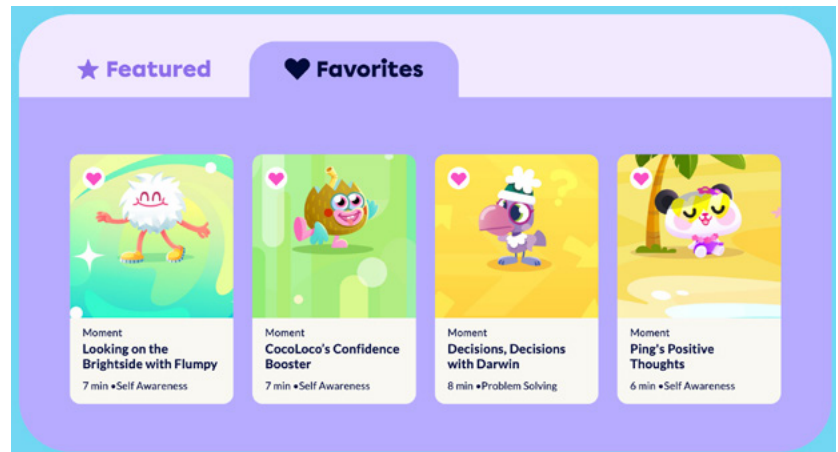 Featured
Favorites
Moment
Looking on the
Brightside with Flumpy
7 min •Self Awareness
Moment
CocoLoco's Confidence
Booster
7 min •Self Awareness
Moment
Decisions, Decisions
with Darwin
8 min •Problem Solving
Moment
Ping's Positive
Thoughts
6 min •Self Awareness